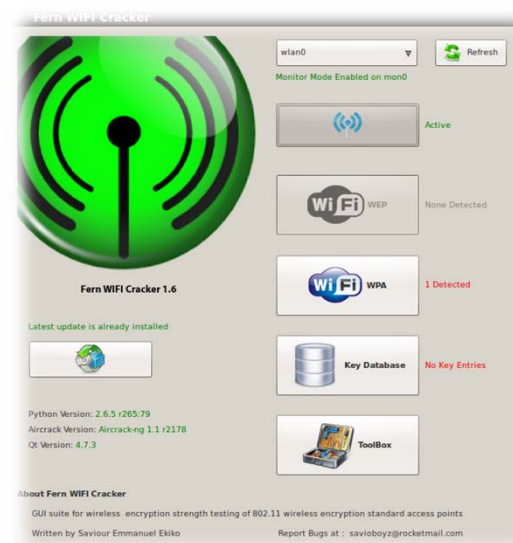 Fern WIFI Cracker
wlan0
Refresh
Monitor Mode Enabled on mon0
Active
WiFi WEP
None Detected
Fern WIFI Cracker 1.6
WiFi WPA
1 Detected
Latest update is already installed
Key Database
No Key Entries
Python Version: 2.6.5 r265:79
Aircrack Version: Aircrack-ng 1.1 r2178
Qt Version: 4.7.3
ToolBox
About Fern WIFI Cracker
GUI suite for wireless encryption strength testing of 802.11 wireless encryption standard access points
Written by Saviour Emmanuel Ekiko
Report Bugs at : savioboyz@rocketmail.com